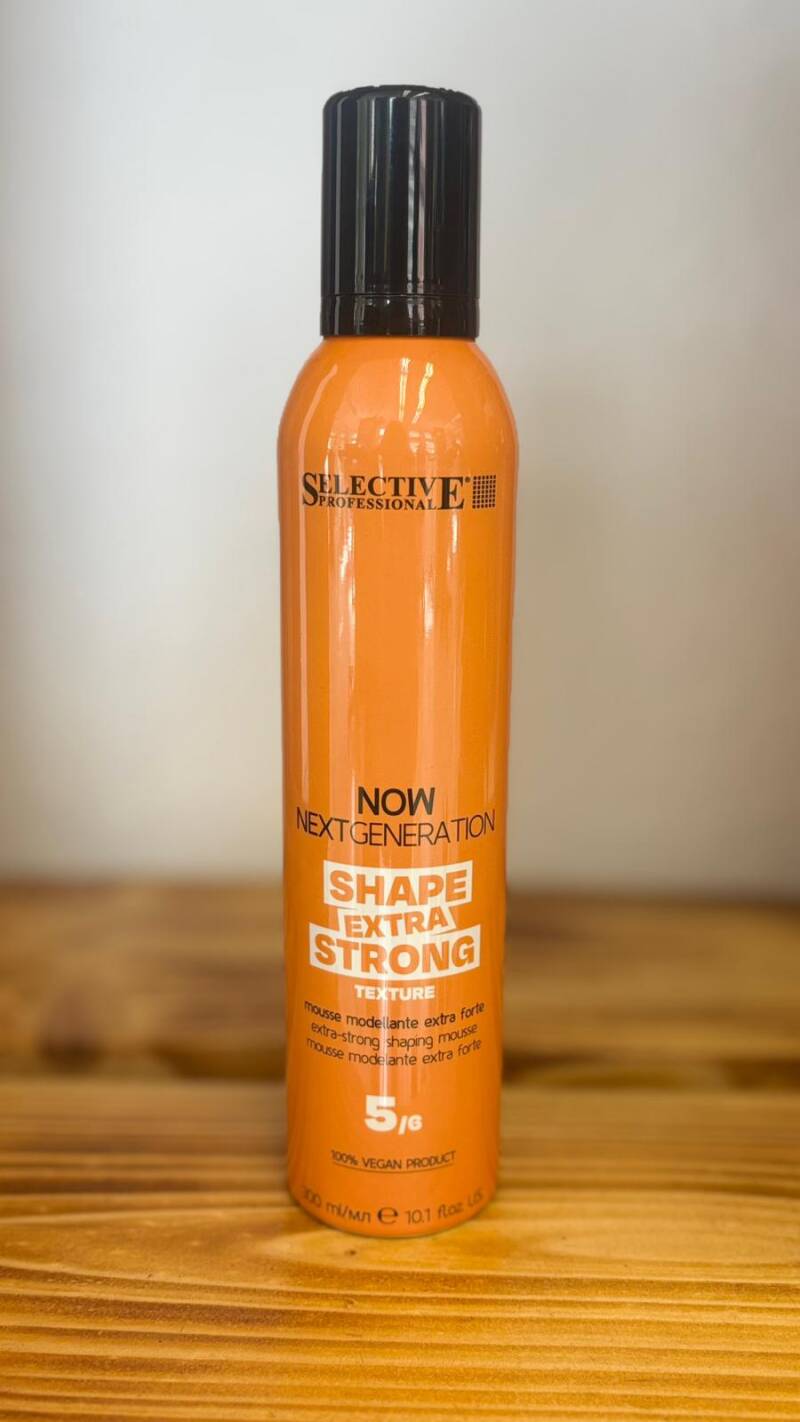 SELECTIVE®
PROFESSIONAL
NOW
NEXTGENERATION
SHAPE
EXTRA
STRONG
TEXTURE
mousse modellante extra forte
extra-strong shaping mousse
mousse modelante extra forte
5/6
100% VEGAN PRODUCT
300 ml/мл e 10.1 fl.oz US